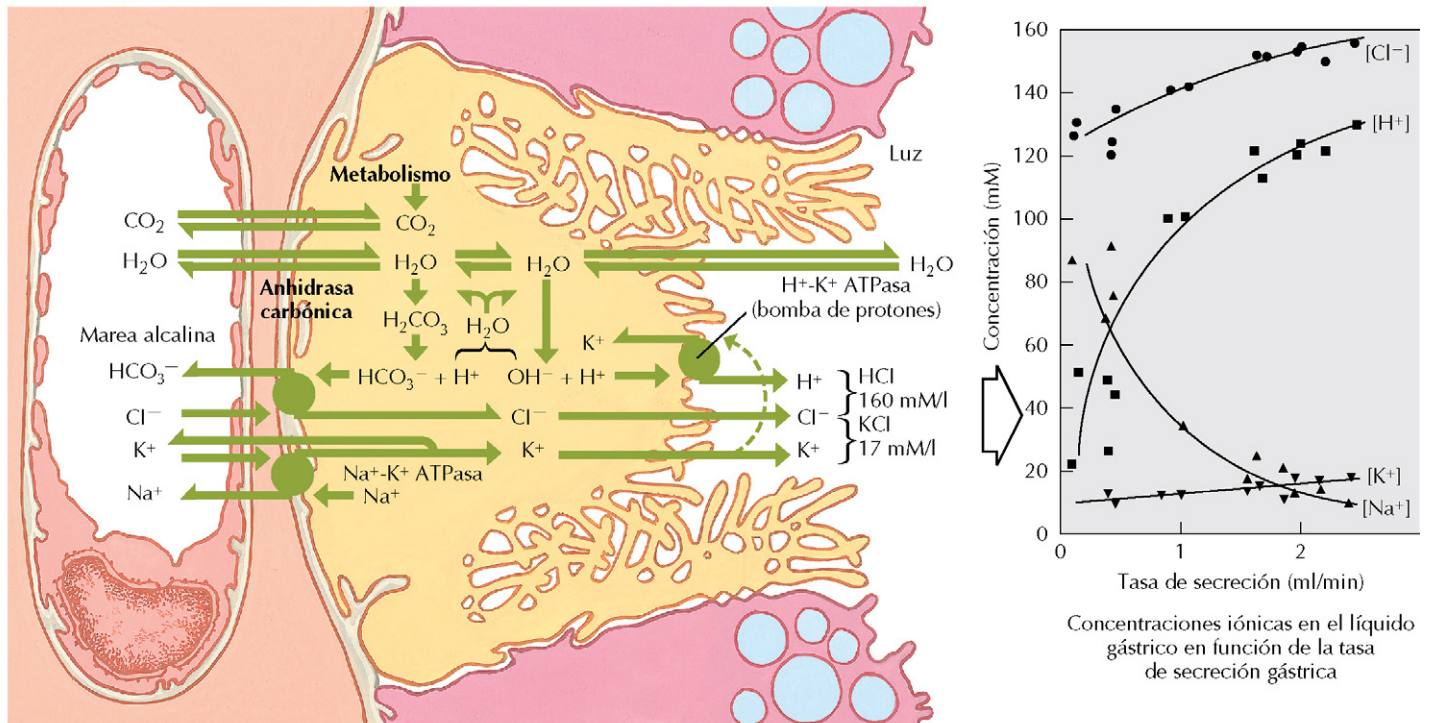 Metabolismo
CO₂
CO₂
H₂O
H₂O
H₂O
H₂O
Anhidrasa
carbónica
H⁺-K⁺ ATPasa
(bomba de protones)
Luz
H₂CO₃
H₂O
Marea alcalina
K⁺
HCO₃⁻
HCO₃⁻ + H⁺
OH⁻ + H⁺
H⁺
HCl
160 mM/l
Cl⁻
Cl⁻
Cl⁻
KCl
17 mM/l
K⁺
K⁺
K⁺
Na⁺-K⁺ ATPasa
Na⁺
Na⁺
Concentración (mM)
160
140
120
100
80
60
40
20
0
[Cl⁻]
[H⁺]
[K⁺]
[Na⁺]
0 1 2
Tasa de secreción (ml/min)
Concentraciones iónicas en el líquido
gástrico en función de la tasa
de secreción gástrica